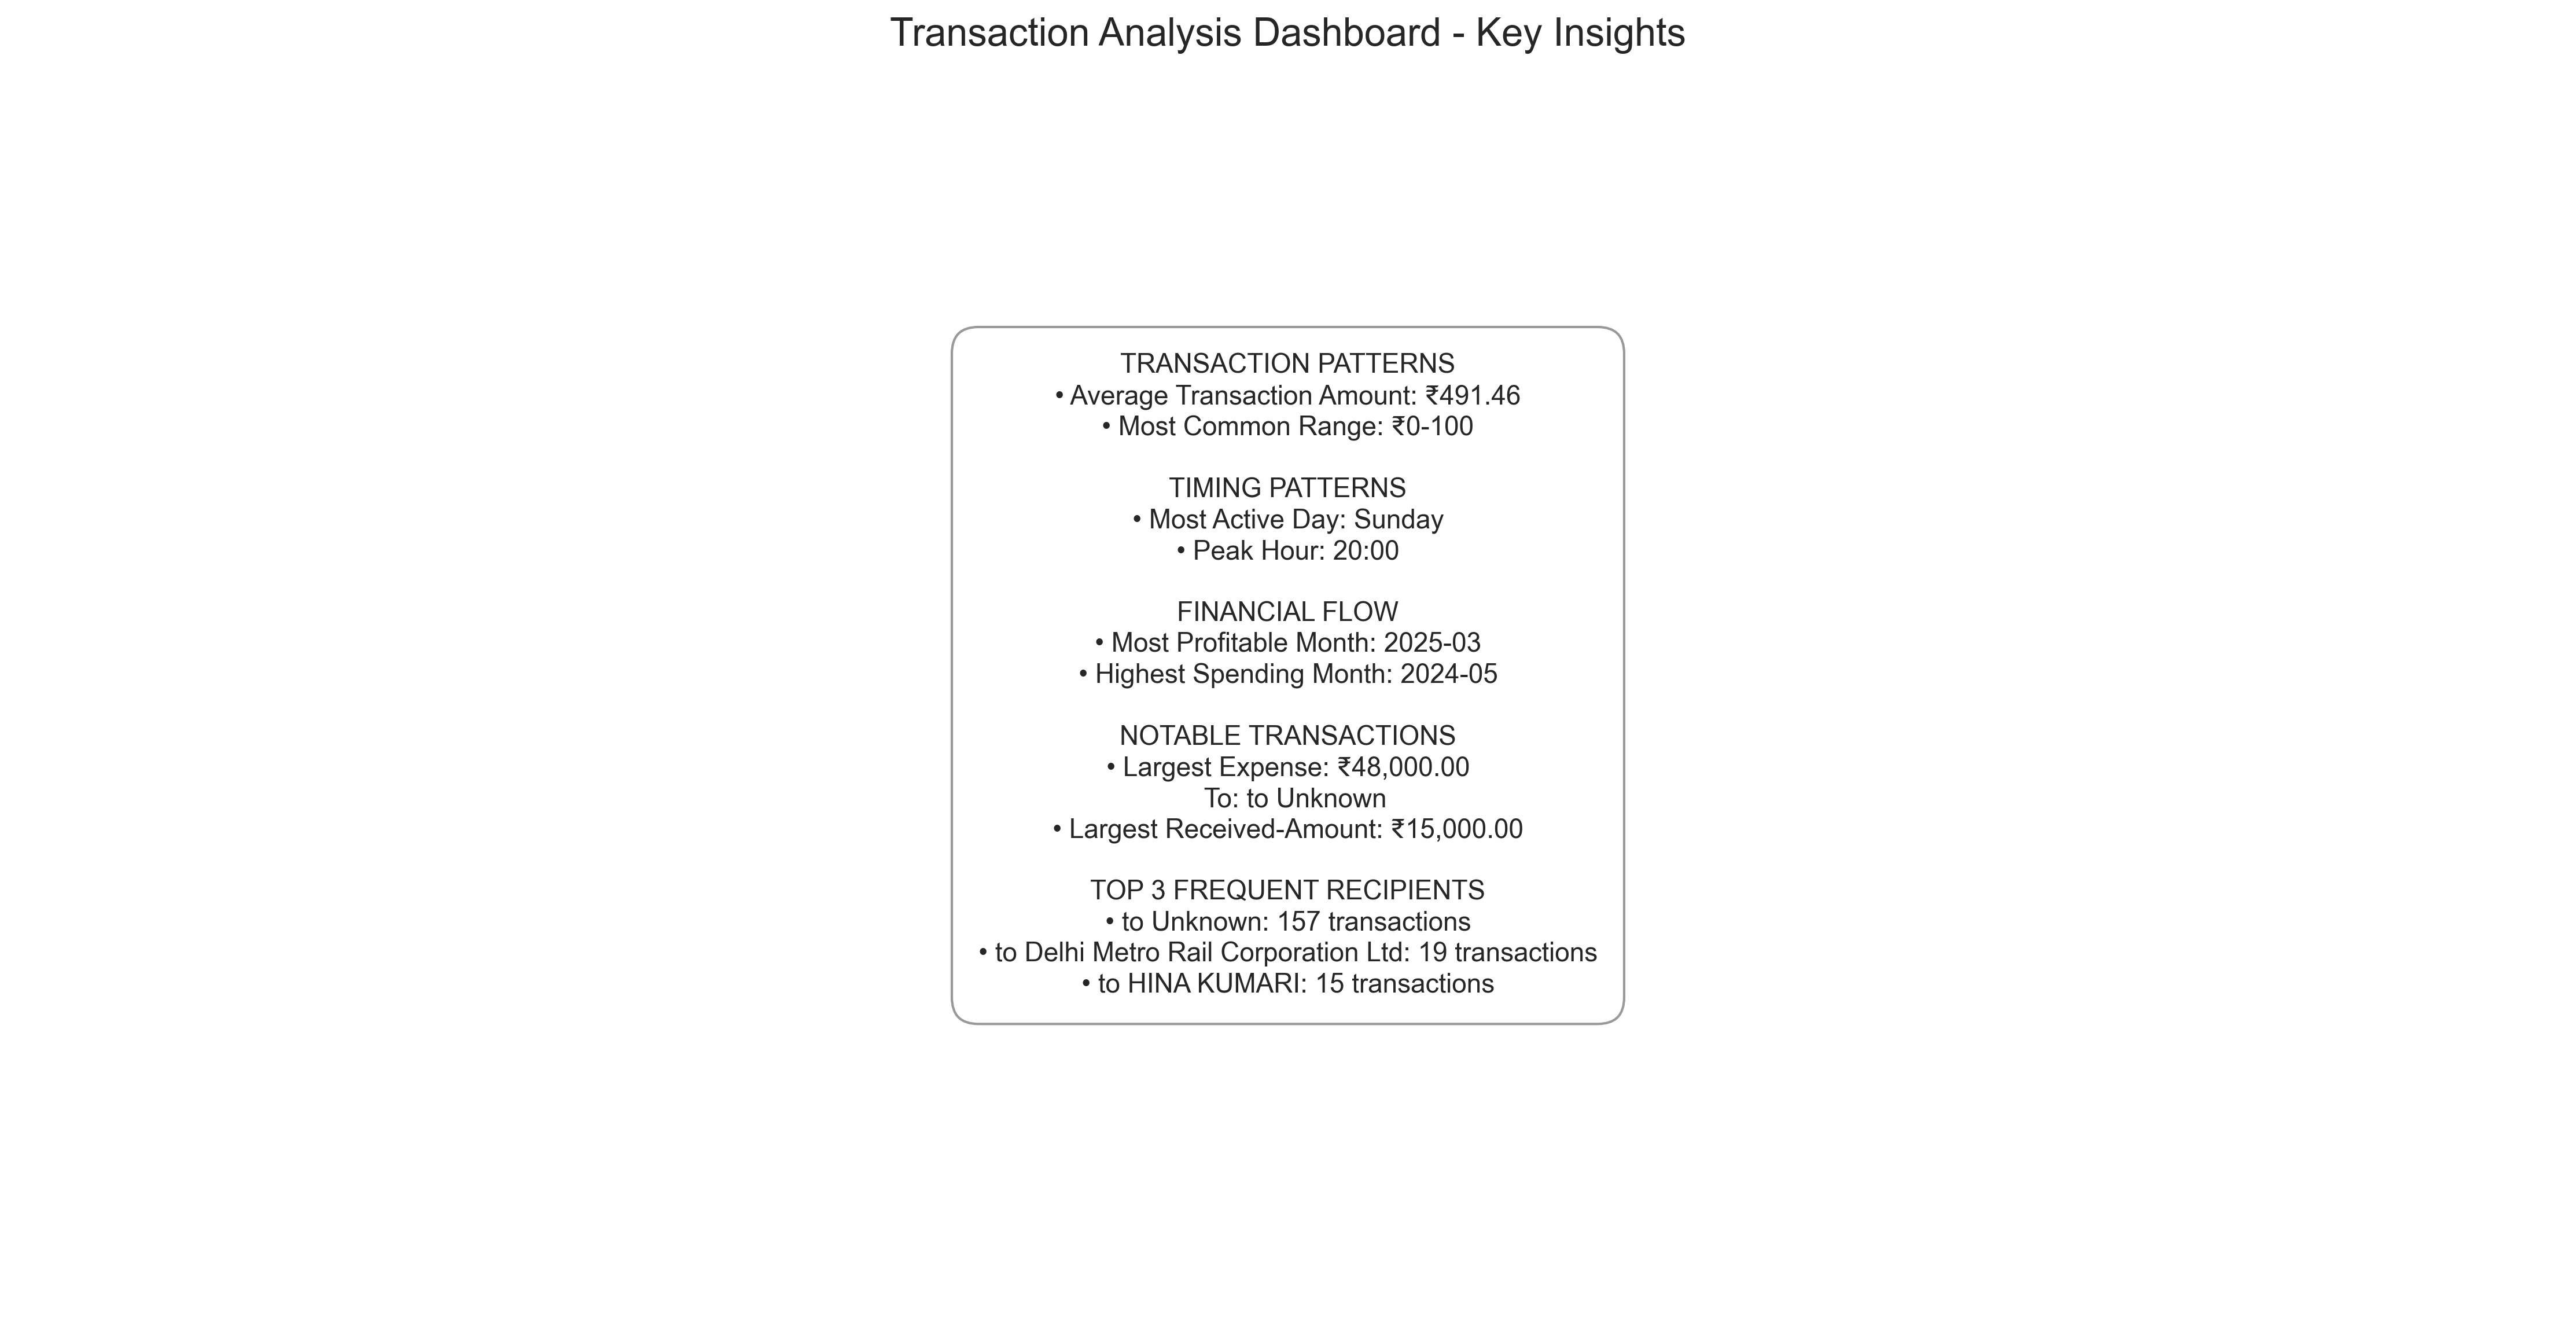 Transaction Analysis Dashboard - Key Insights
TRANSACTION PATTERNS
• Average Transaction Amount: ₹491.46
• Most Common Range: ₹0-100
TIMING PATTERNS
• Most Active Day: Sunday
• Peak Hour: 20:00
FINANCIAL FLOW
• Most Profitable Month: 2025-03
• Highest Spending Month: 2024-05
NOTABLE TRANSACTIONS
• Largest Expense: ₹48,000.00
To: to Unknown
• Largest Received-Amount: ₹15,000.00
TOP 3 FREQUENT RECIPIENTS
• to Unknown: 157 transactions
• to Delhi Metro Rail Corporation Ltd: 19 transactions
• to HINA KUMARI: 15 transactions